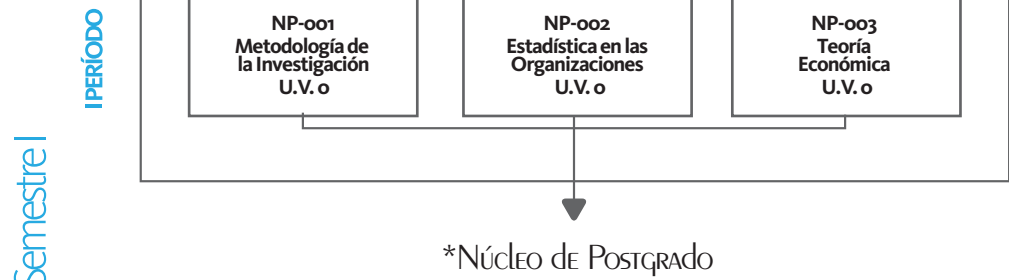 I PERÍODO
NP-001
Metodología de
la Investigación
U.V. 0
NP-002
Estadística en las
Organizaciones
U.V. 0
NP-003
Teoría
Económica
U.V. 0
Semestre I
*Núcleo de Postgrado